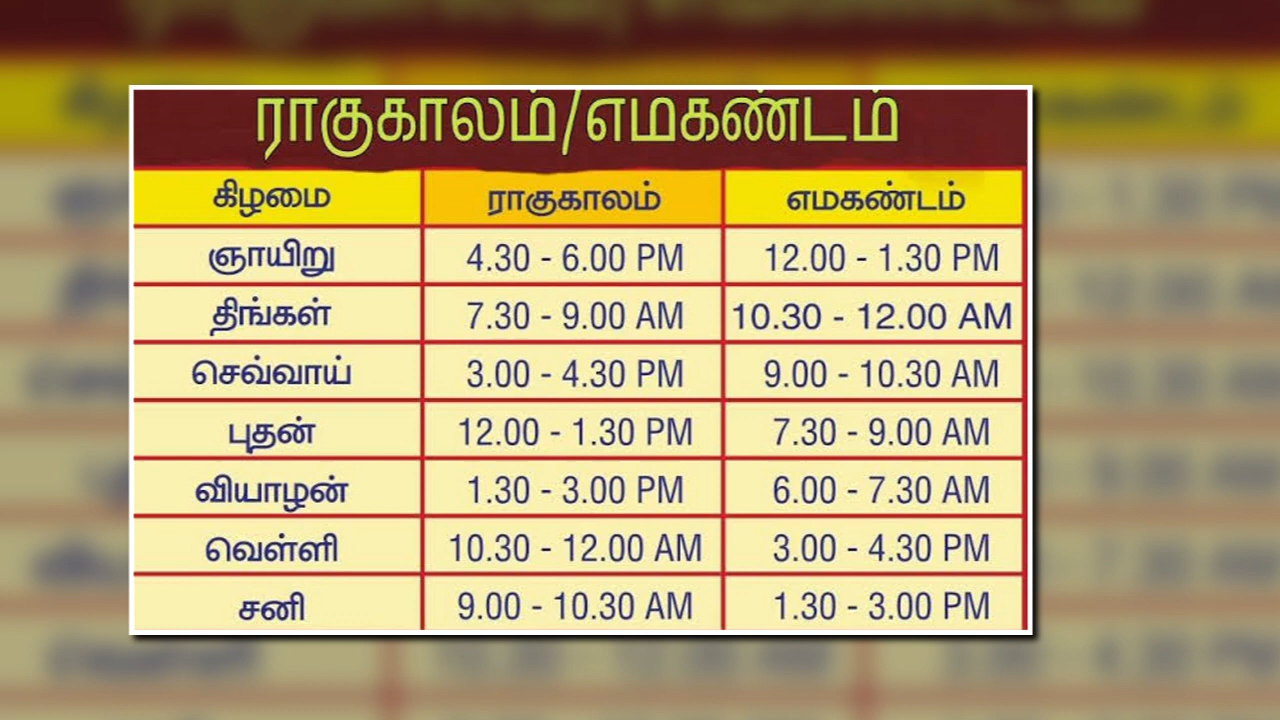 ராகுகாலம்/எமகண்டம்
கிழமை ராகுகாலம் எமகண்டம்
ஞாயிறு 4.30 - 6.00 PM 12.00 - 1.30 PM
திங்கள் 7.30 - 9.00 AM 10.30 - 12.00 AM
செவ்வாய் 3.00 - 4.30 PM 9.00 - 10.30 AM
புதன் 12.00 - 1.30 PM 7.30 - 9.00 AM
வியாழன் 1.30 - 3.00 PM 6.00 - 7.30 AM
வெள்ளி 10.30 - 12.00 AM 3.00 - 4.30 PM
சனி 9.00 - 10.30 AM 1.30 - 3.00 PM